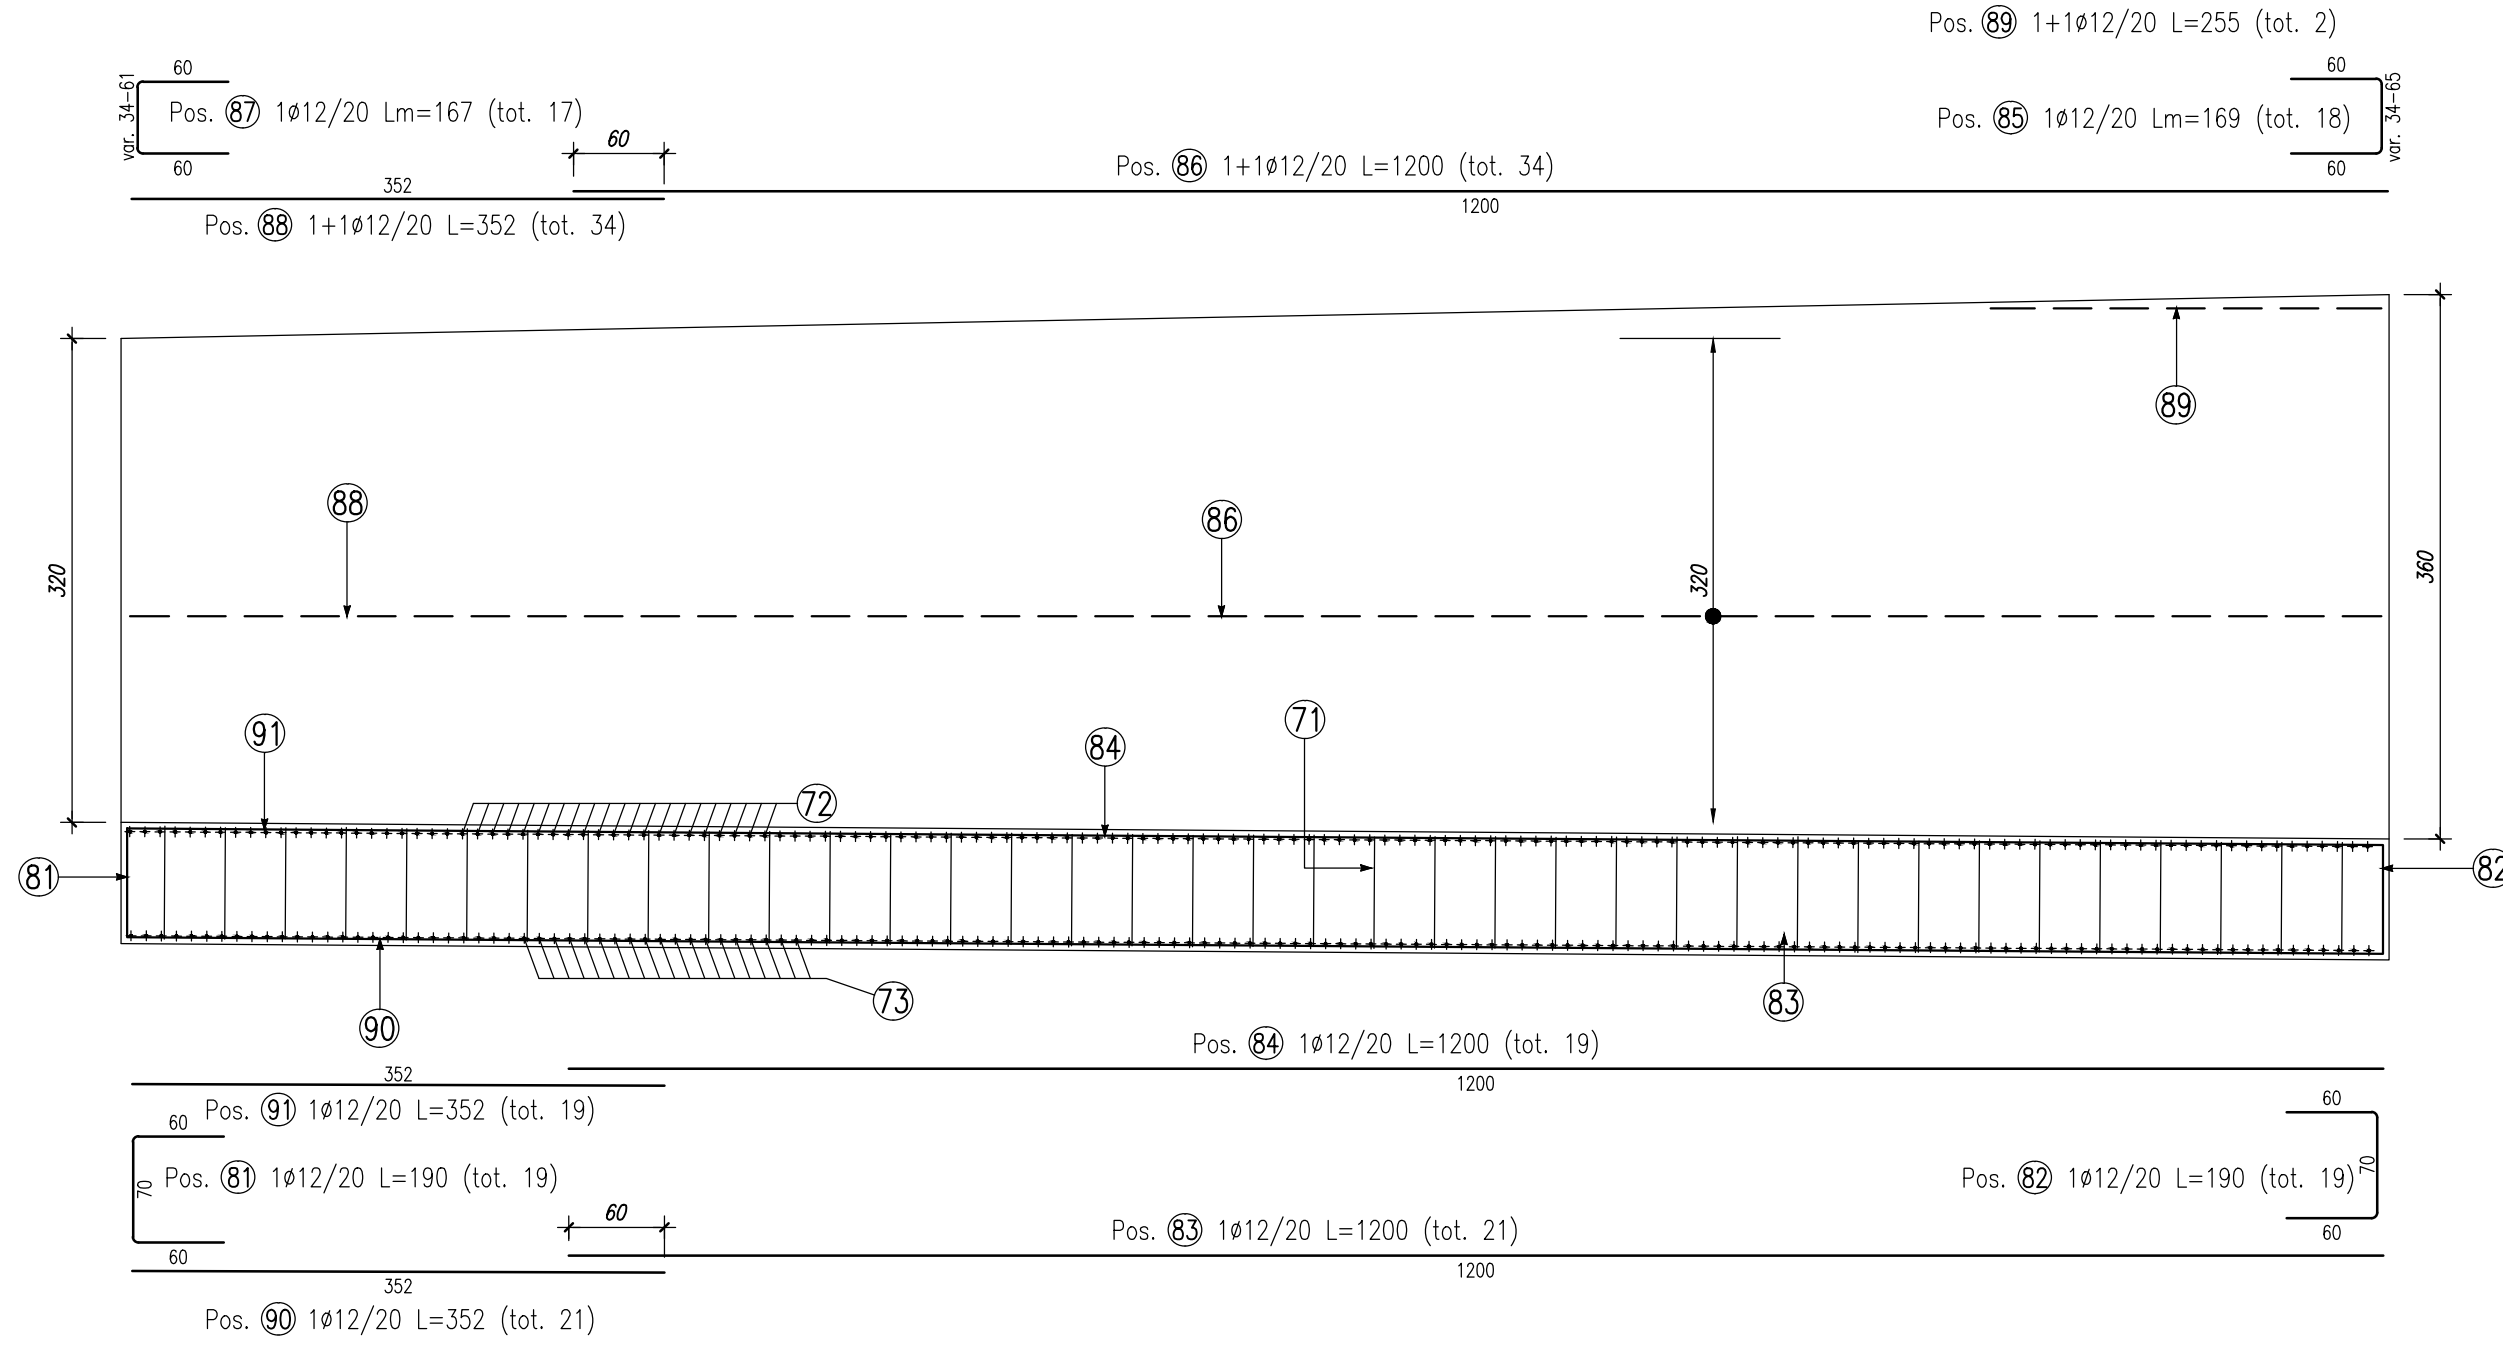 Pos. 89 1+1ø12/20 L=255 (tot. 2)
60
60
var. 34-61
Pos. 87 1ø12/20 Lm=167 (tot. 17)
Pos. 85 1ø12/20 Lm=169 (tot. 18)
var. 34-65
60
60
60
Pos. 86 1+1ø12/20 L=1200 (tot. 34)
352
1200
Pos. 88 1+1ø12/20 L=352 (tot. 34)
89
88
86
320
320
360
91
84
71
72
81
82
73
83
90
Pos. 84 1ø12/20 L=1200 (tot. 19)
352
1200
Pos. 91 1ø12/20 L=352 (tot. 19)
60
60
70
Pos. 81 1ø12/20 L=190 (tot. 19)
Pos. 82 1ø12/20 L=190 (tot. 19)
70
60
Pos. 83 1ø12/20 L=1200 (tot. 21)
60
60
352
1200
Pos. 90 1ø12/20 L=352 (tot. 21)